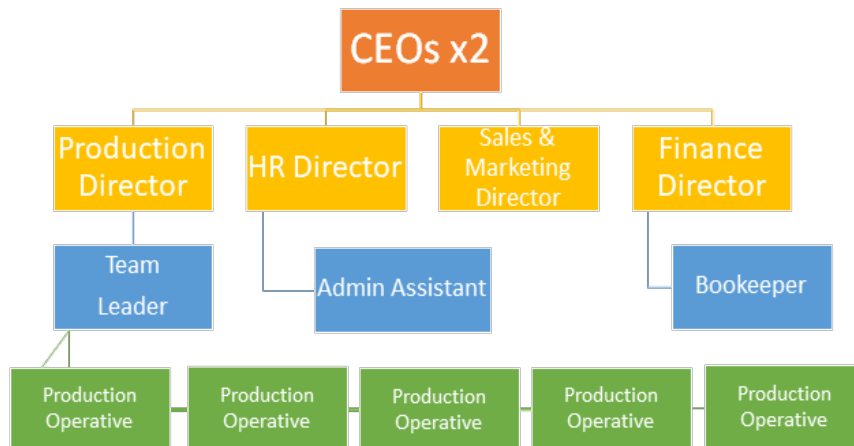 CEOs x2
Production
Director
HR Director
Sales &
Marketing
Director
Finance
Director
Team
Leader
Admin Assistant
Bookeeper
Production
Operative
Production
Operative
Production
Operative
Production
Operative
Production
Operative